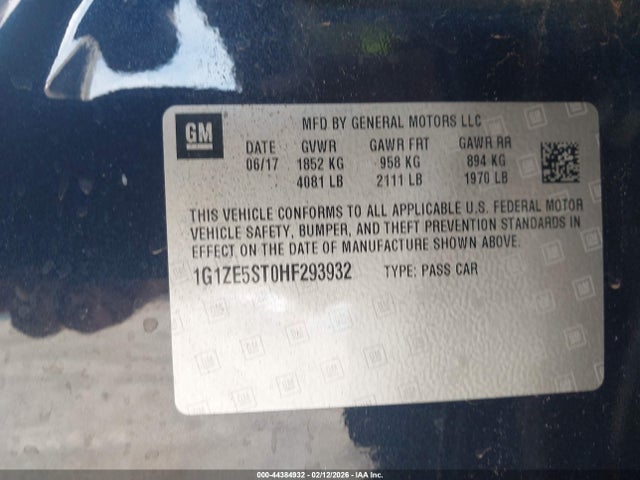 GM
MFD BY GENERAL MOTORS LLC
DATE GVWR GAWR FRT GAWR RR
06/17 1852 KG 958 KG 894 KG
4081 LB 2111 LB 1970 LB
THIS VEHICLE CONFORMS TO ALL APPLICABLE U.S. FEDERAL MOTOR
VEHICLE SAFETY, BUMPER, AND THEFT PREVENTION STANDARDS IN
EFFECT ON THE DATE OF MANUFACTURE SHOWN ABOVE.
1G1ZE5ST0HF293932 TYPE: PASS CAR
000-44384932 - 02/12/2026 - IAA Inc.